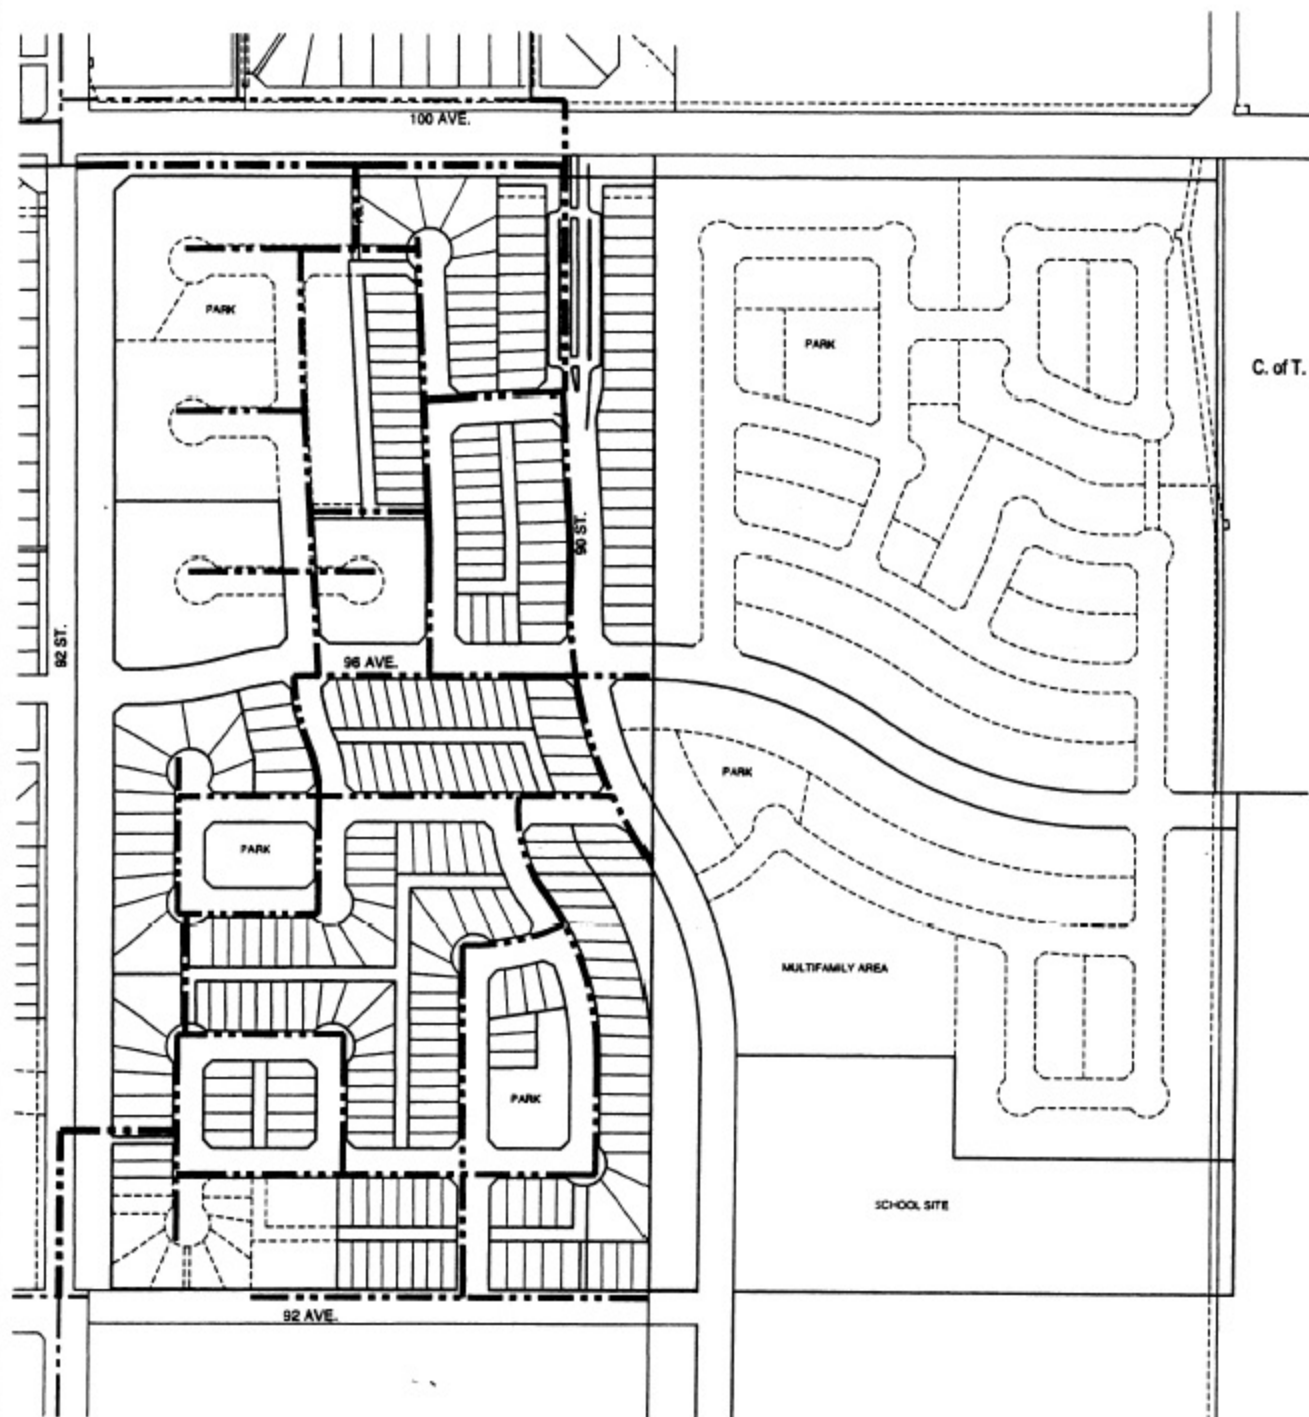 100 AVE.
PARK
PARK
C. of T.
90 ST.
92 ST.
96 AVE.
PARK
PARK
MULTIFAMILY AREA
PARK
SCHOOL SITE
92 AVE.